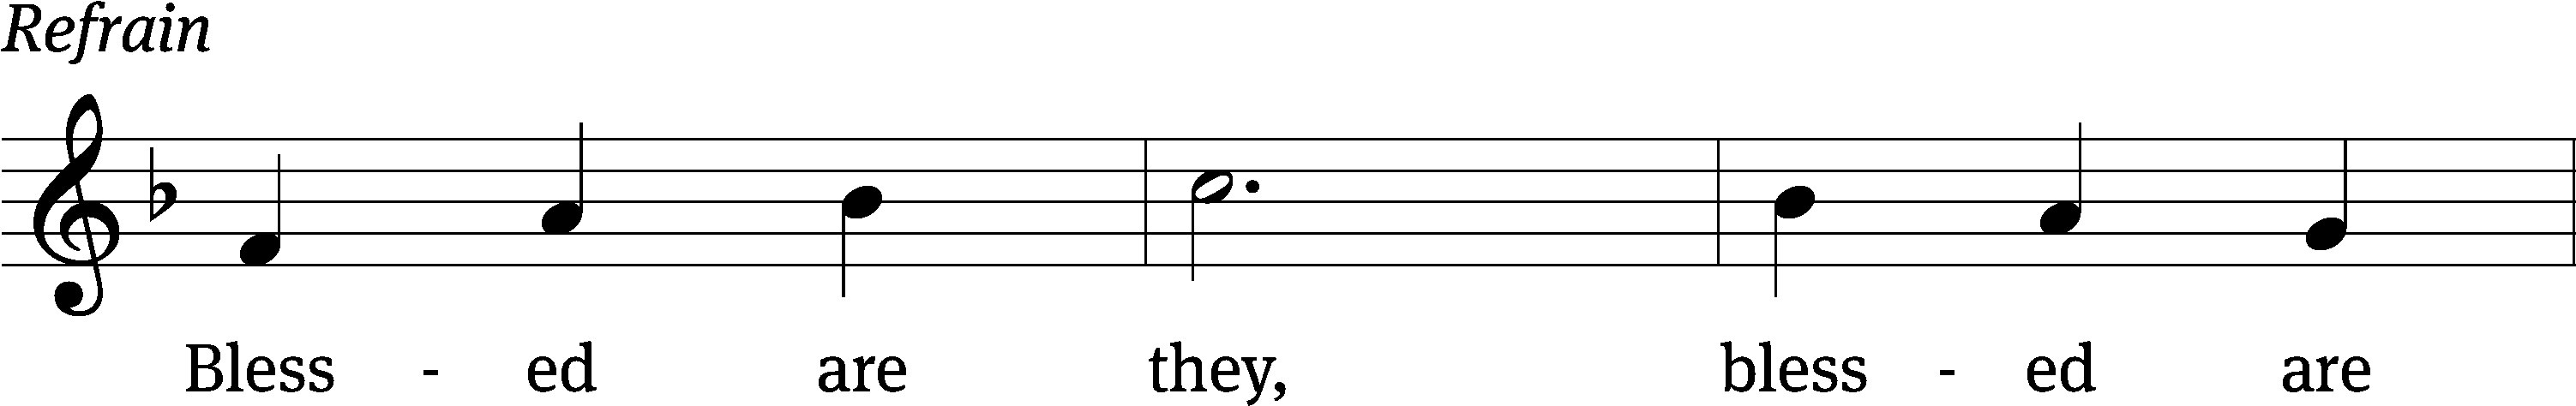 Refrain
Bless - ed are they, bless - ed are